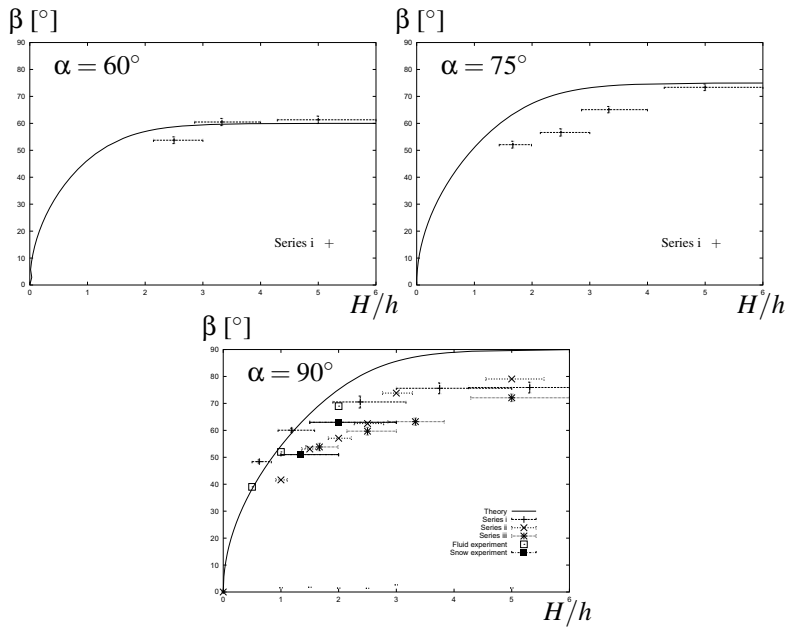 β [°]
α = 60°
90
80
70
60
50
40
30
20
10
0
0 1 2 3 4 5 6
Series i
H/h
β [°]
α = 75°
90
80
70
60
50
40
30
20
10
0
0 1 2 3 4 5 6
Series i
H/h
β [°]
α = 90°
90
80
70
60
50
40
30
20
10
0
0 1 2 3 4 5 6
Theory
Series i
Series ii
Series iii
Fluid experiment
Snow experiment
H/h